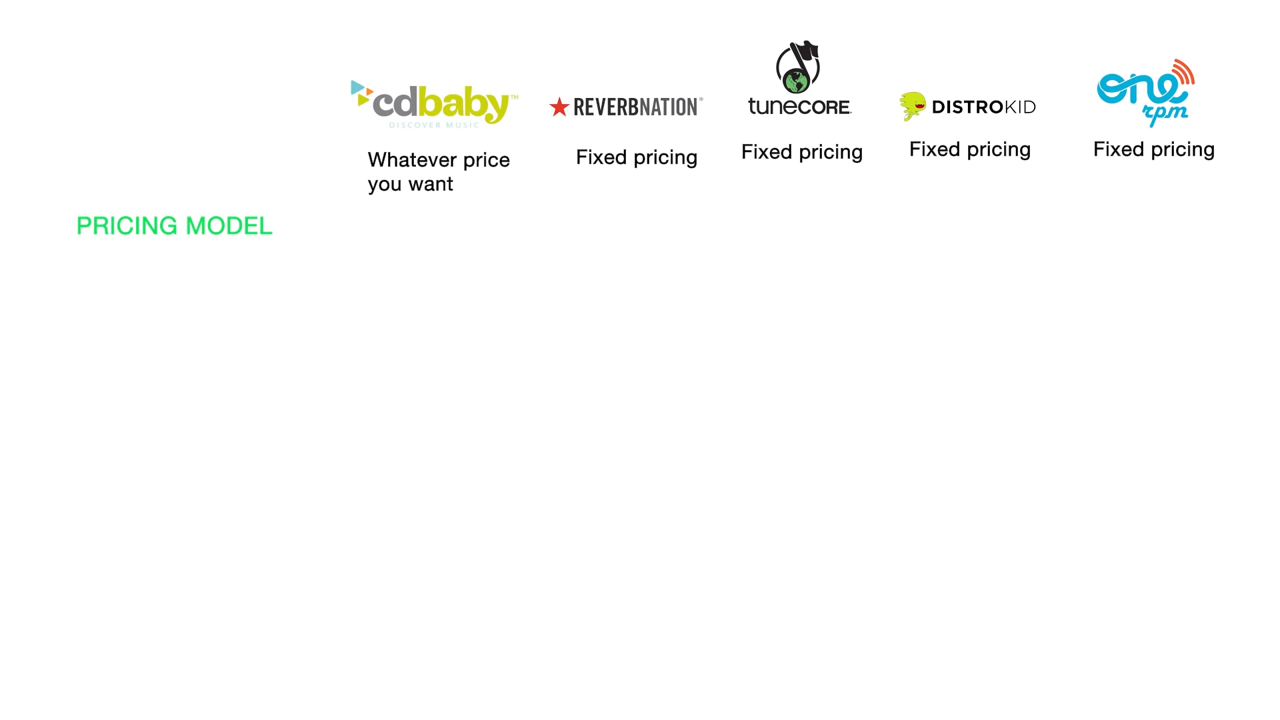 cdbaby™
DISCOVER MUSIC
REVERBNATION®
tuneCORE
DISTROKID
one
rpm
Whatever price
you want
Fixed pricing
Fixed pricing
Fixed pricing
Fixed pricing
PRICING MODEL